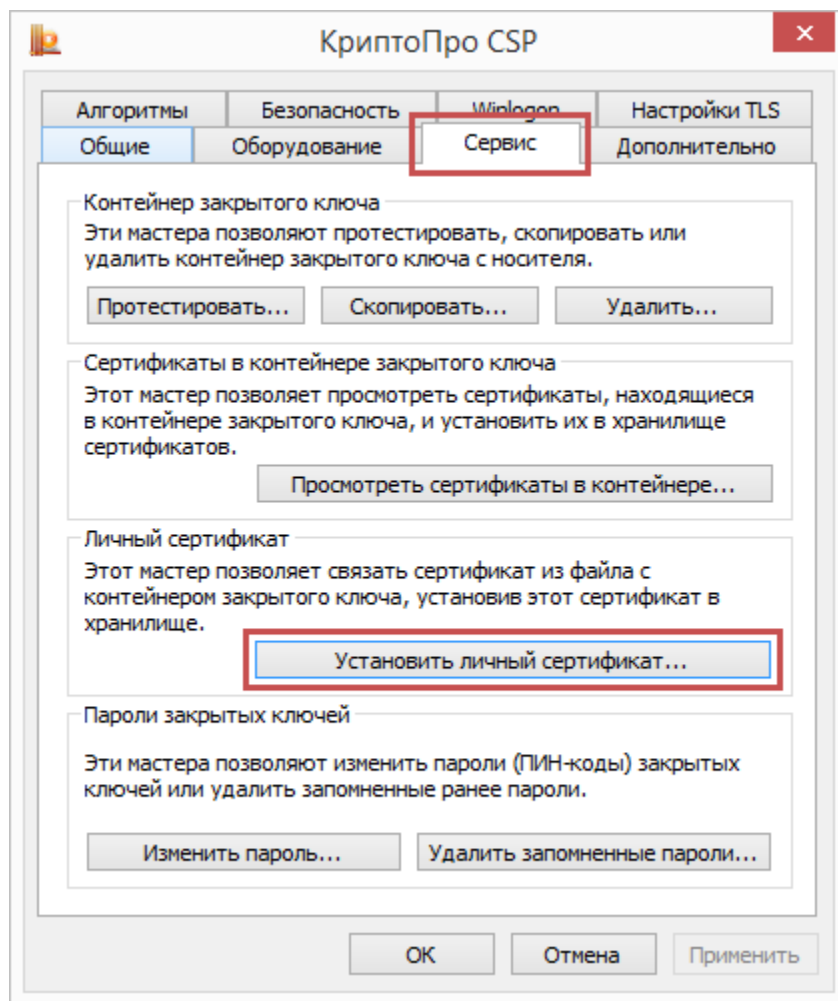 КриптоПро CSP
Алгоритмы Безопасность Winlogon Настройки TLS
Общие Оборудование Сервис Дополнительно
Контейнер закрытого ключа
Эти мастера позволяют протестировать, скопировать или
удалить контейнер закрытого ключа с носителя.
Протестировать... Скопировать... Удалить...
Сертификаты в контейнере закрытого ключа
Этот мастер позволяет просмотреть сертификаты, находящиеся
в контейнере закрытого ключа, и установить их в хранилище
сертификатов.
Просмотреть сертификаты в контейнере...
Личный сертификат
Этот мастер позволяет связать сертификат из файла с
контейнером закрытого ключа, установив этот сертификат в
хранилище.
Установить личный сертификат...
Пароли закрытых ключей
Эти мастера позволяют изменить пароли (ПИН-коды) закрытых
ключей или удалить запомненные ранее пароли.
Изменить пароль... Удалить запомненные пароли...
ОК Отмена Применить